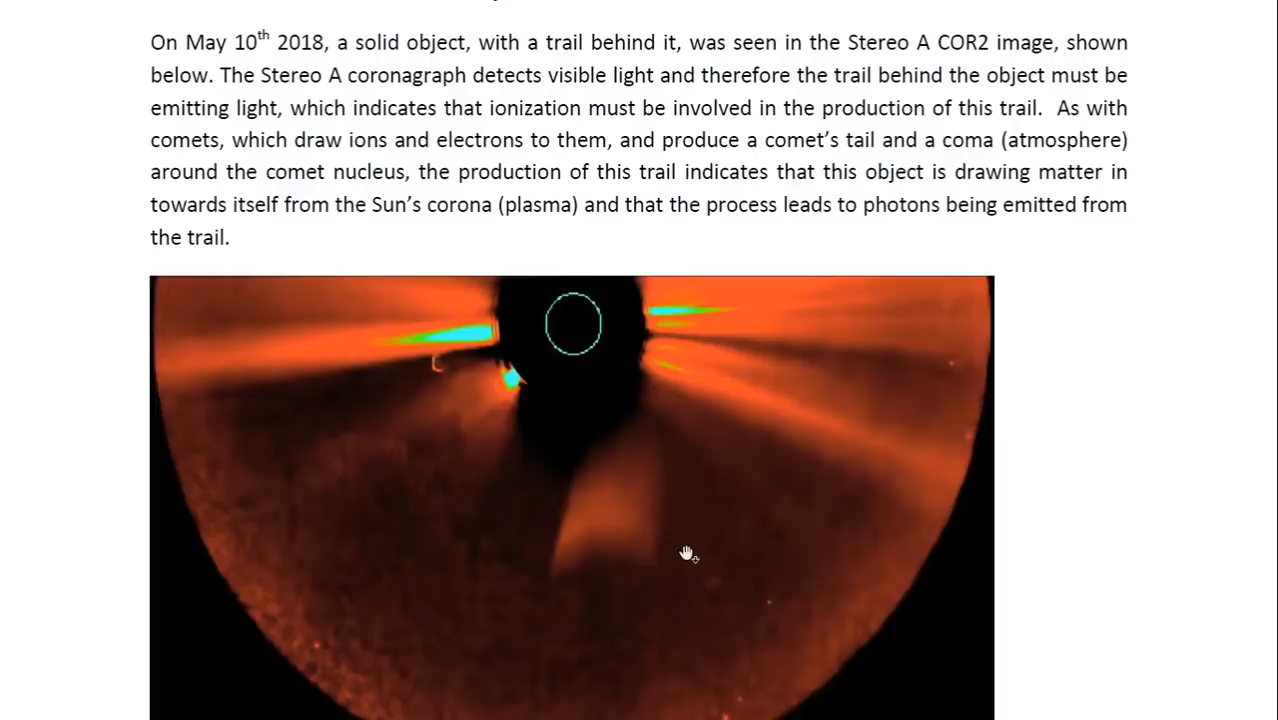 On May 10th 2018, a solid object, with a trail behind it, was seen in the Stereo A COR2 image, shown
below. The Stereo A coronagraph detects visible light and therefore the trail behind the object must be
emitting light, which indicates that ionization must be involved in the production of this trail.  As with
comets, which draw ions and electrons to them, and produce a comet’s tail and a coma (atmosphere)
around the comet nucleus, the production of this trail indicates that this object is drawing matter in
towards itself from the Sun’s corona (plasma) and that the process leads to photons being emitted from
the trail.